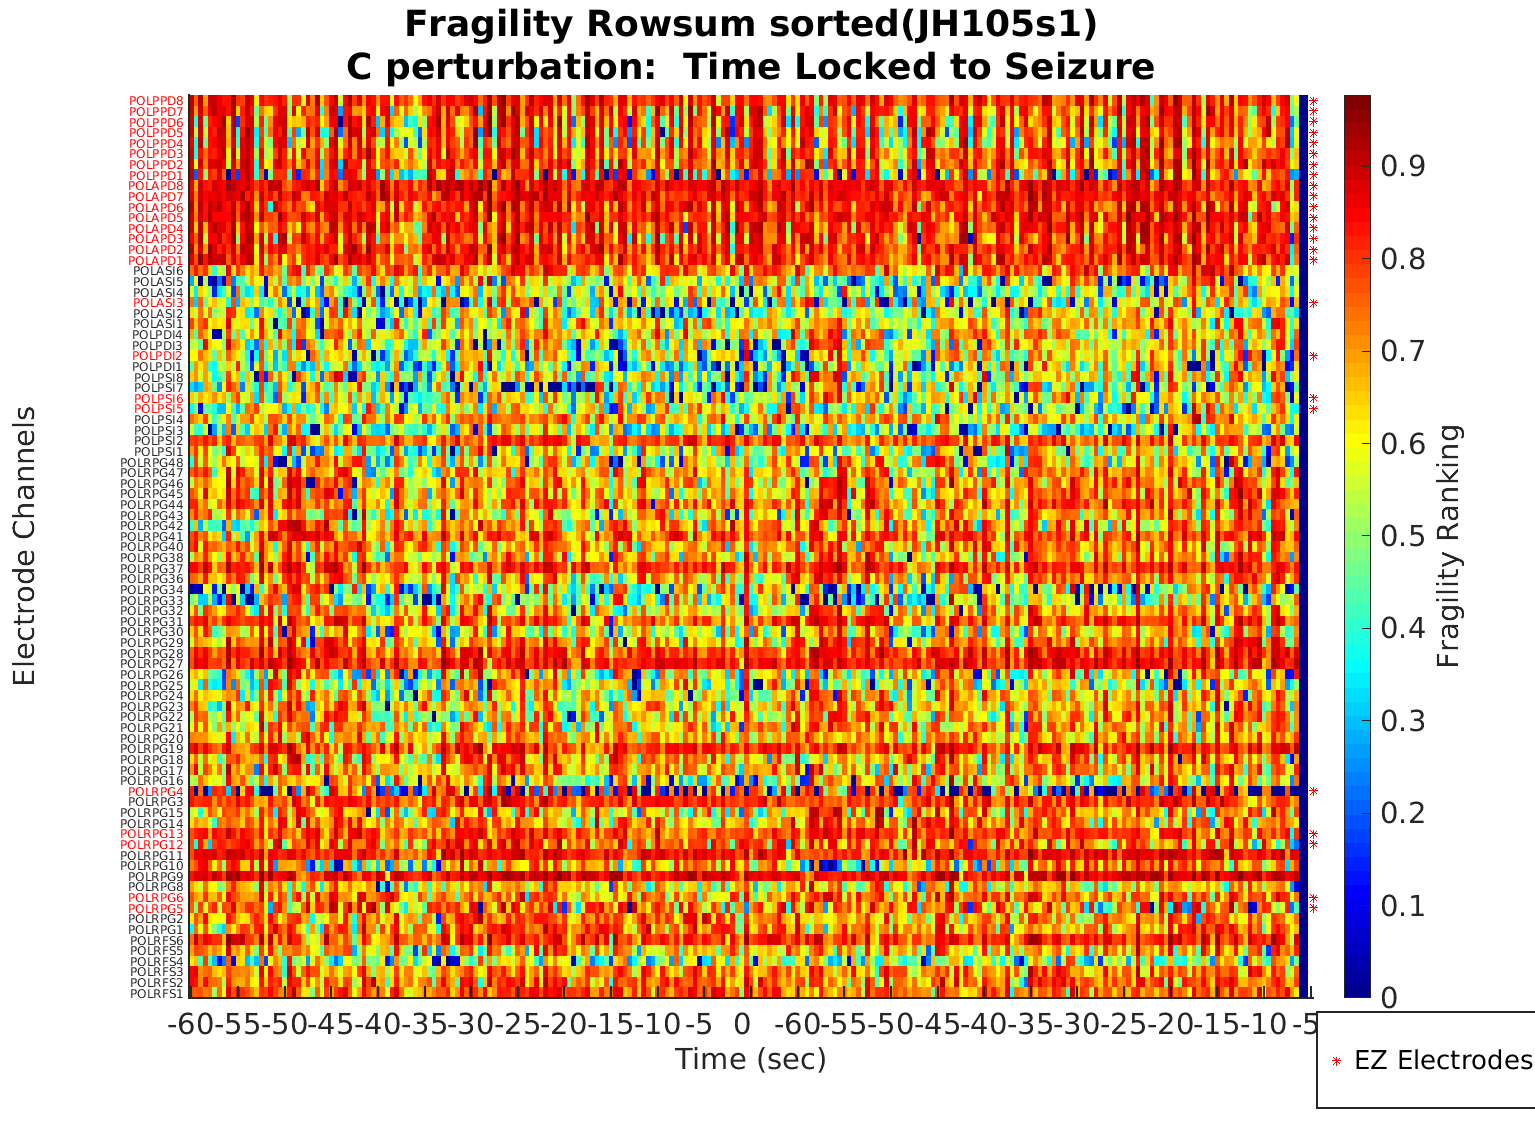 Fragility Rowsum sorted(JH105s1)
C perturbation:  Time Locked to Seizure
Electrode Channels
POLPPD8
POLPPD7
POLPPD6
POLPPD5
POLPPD4
POLPPD3
POLPPD2
POLPPD1
POLAPD8
POLAPD7
POLAPD6
POLAPD5
POLAPD4
POLAPD3
POLAPD2
POLAPD1
POLASI6
POLASI5
POLASI4
POLASI3
POLASI2
POLASI1
POLPDI4
POLPDI3
POLPDI2
POLPDI1
POLPSI8
POLPSI7
POLPSI6
POLPSI5
POLPSI4
POLPSI3
POLPSI2
POLPSI1
POLRPG48
POLRPG47
POLRPG46
POLRPG45
POLRPG44
POLRPG43
POLRPG42
POLRPG41
POLRPG40
POLRPG38
POLRPG37
POLRPG36
POLRPG34
POLRPG33
POLRPG32
POLRPG31
POLRPG30
POLRPG29
POLRPG28
POLRPG27
POLRPG26
POLRPG25
POLRPG24
POLRPG23
POLRPG22
POLRPG21
POLRPG20
POLRPG19
POLRPG18
POLRPG17
POLRPG16
POLRPG4
POLRPG3
POLRPG15
POLRPG14
POLRPG13
POLRPG12
POLRPG11
POLRPG10
POLRPG9
POLRPG8
POLRPG6
POLRPG5
POLRPG2
POLRPG1
POLRFS6
POLRFS5
POLRFS4
POLRFS3
POLRFS2
POLRFS1
-60-55-50-45-40-35-30-25-20-15-10 -5 0 -60-55-50-45-40-35-30-25-20-15-10 -5
Time (sec)
0.9
0.8
0.7
0.6
0.5
0.4
0.3
0.2
0.1
0
Fragility Ranking
EZ Electrodes